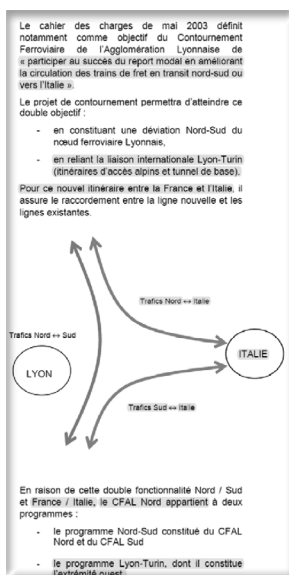 Le cahier des charges de mai 2003 définit
notamment comme objectif du Contournement
Ferroviaire de l'Agglomération Lyonnaise de
« participer au succès du report modal en améliorant
la circulation des trains de fret en transit nord-sud ou
vers l'Italie ».
Le projet de contournement permettra d'atteindre ce
double objectif :
- en constituant une déviation Nord-Sud du
nœud ferroviaire Lyonnais,
- en reliant la liaison internationale Lyon-Turin
(itinéraires d'accès alpins et tunnel de base).
Pour ce nouvel itinéraire entre la France et l'Italie, il
assure le raccordement entre la ligne nouvelle et les
lignes existantes.
Trafics Nord ↔ Italie
Trafics Nord ↔ Sud
ITALIE
LYON
Trafics Sud ↔ Italie
En raison de cette double fonctionnalité Nord / Sud
et France / Italie, le CFAL Nord appartient à deux
programmes :
- le programme Nord-Sud constitué du CFAL
Nord et du CFAL Sud
- le programme Lyon-Turin, dont il constitue
l'extrémité ouest